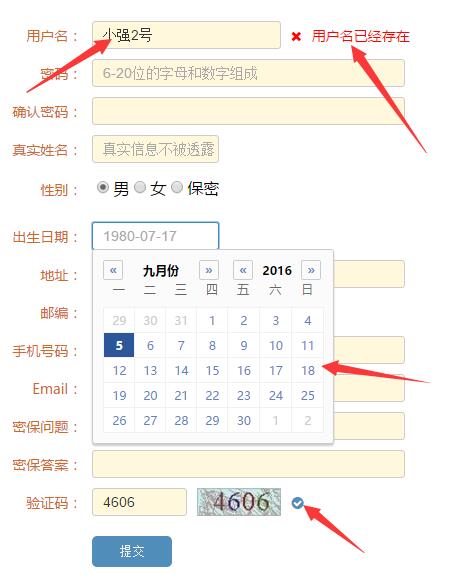 用户名： 小强2号 ✖ 用户名已经存在
密码： 6-20位的字母和数字组成
确认密码：
真实姓名： 真实信息不被透露
性别： 男 女 保密
出生日期： 1980-07-17
« 九月份 » « 2016 »
一 二 三 四 五 六 日
地址：
29 30 31 1 2 3 4
邮编：
5 6 7 8 9 10 11
手机号码：
12 13 14 15 16 17 18
Email：
19 20 21 22 23 24 25
密保问题：
26 27 28 29 30 1 2
密保答案：
验证码： 4606 4606
提交